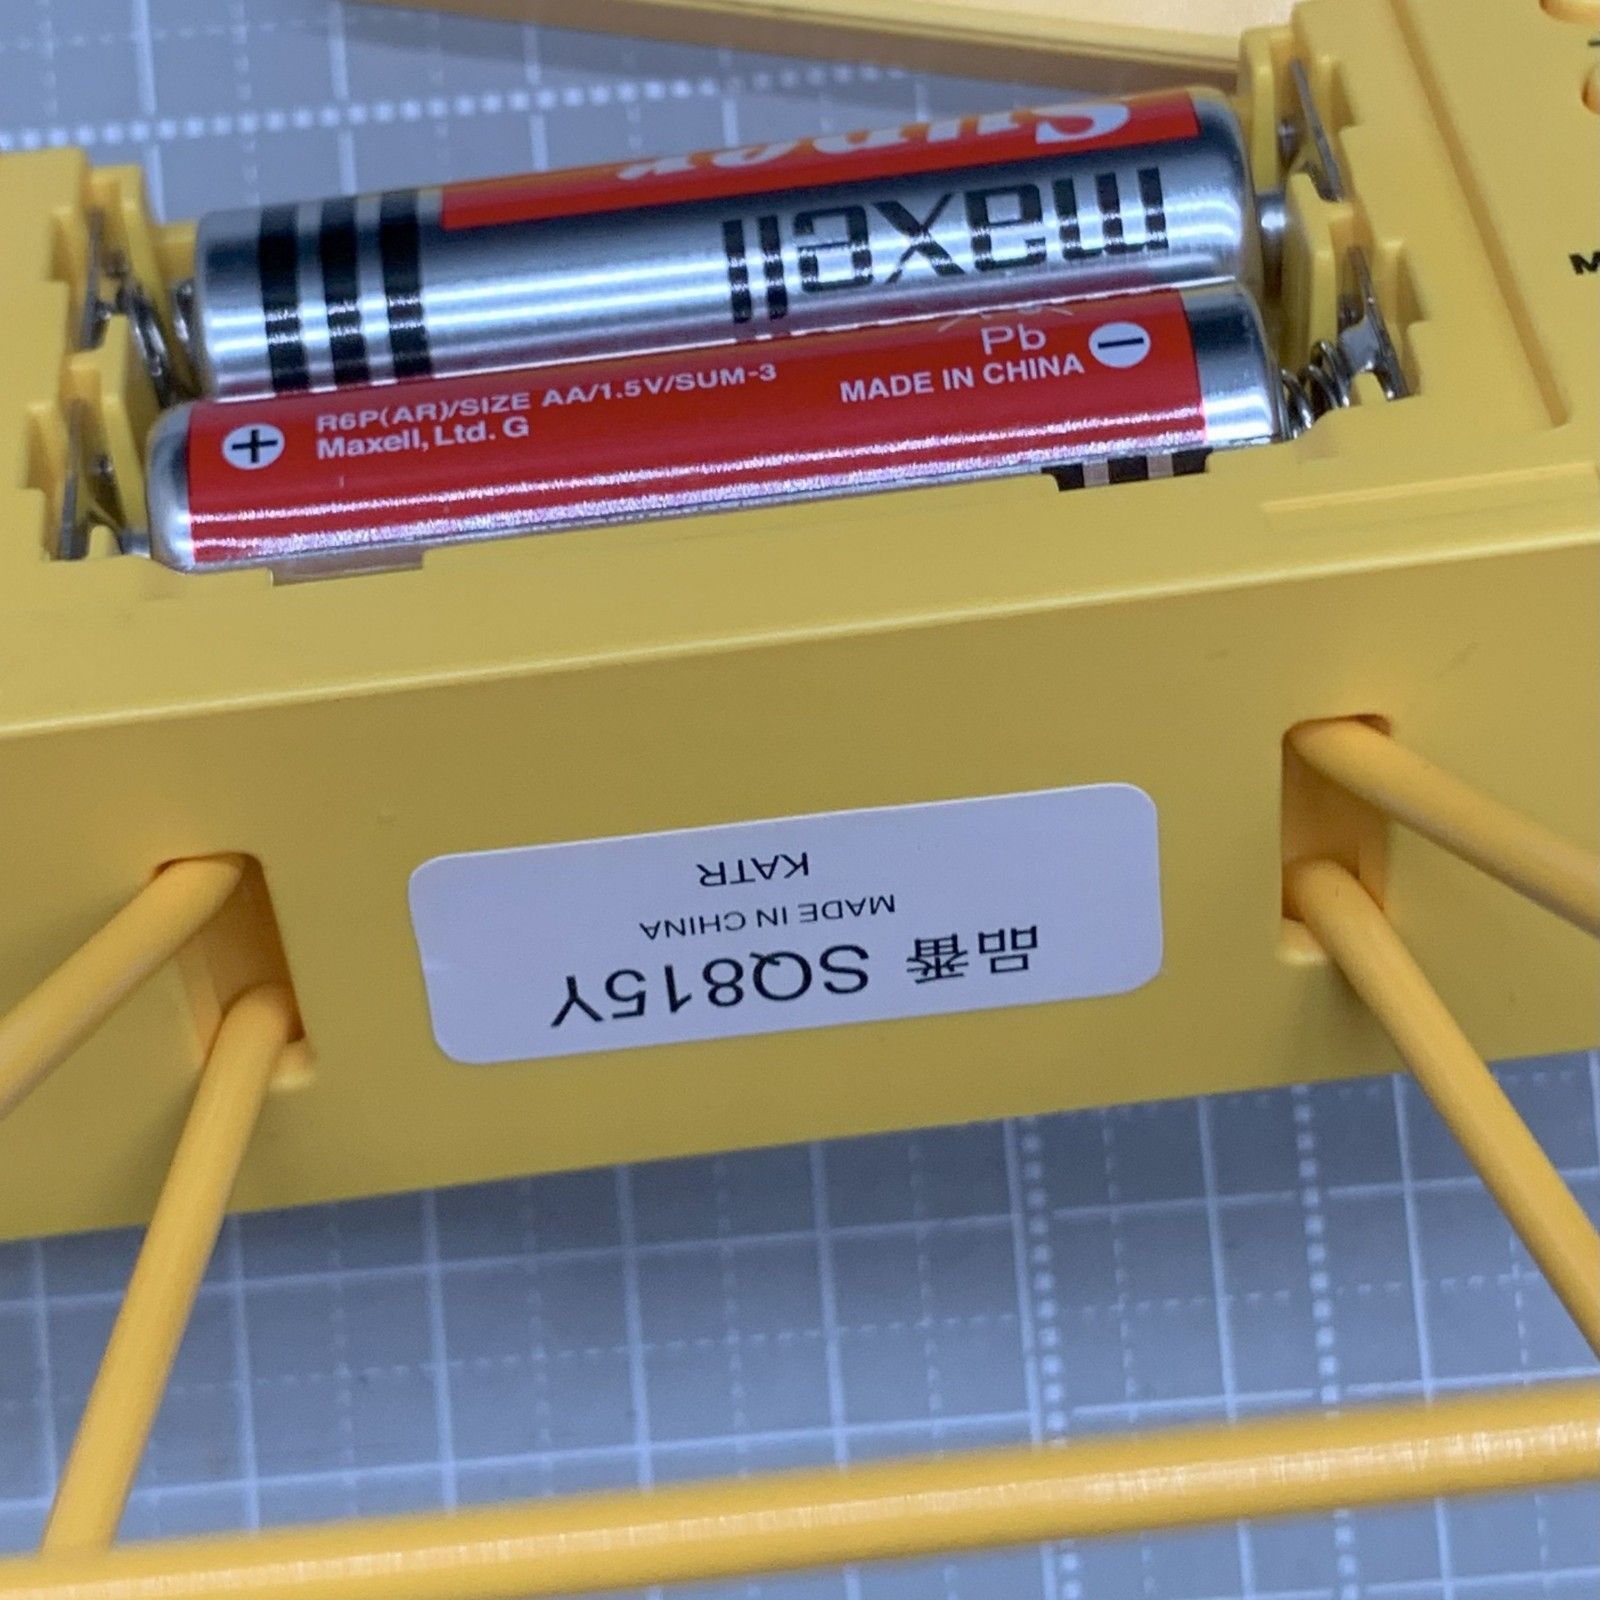 Super
maxell
Pb
R6P(AR)/SIZE AA/1.5V/SUM-3
MADE IN CHINA
Maxell, Ltd. G
品番 SQ815Y
MADE IN CHINA
KATR